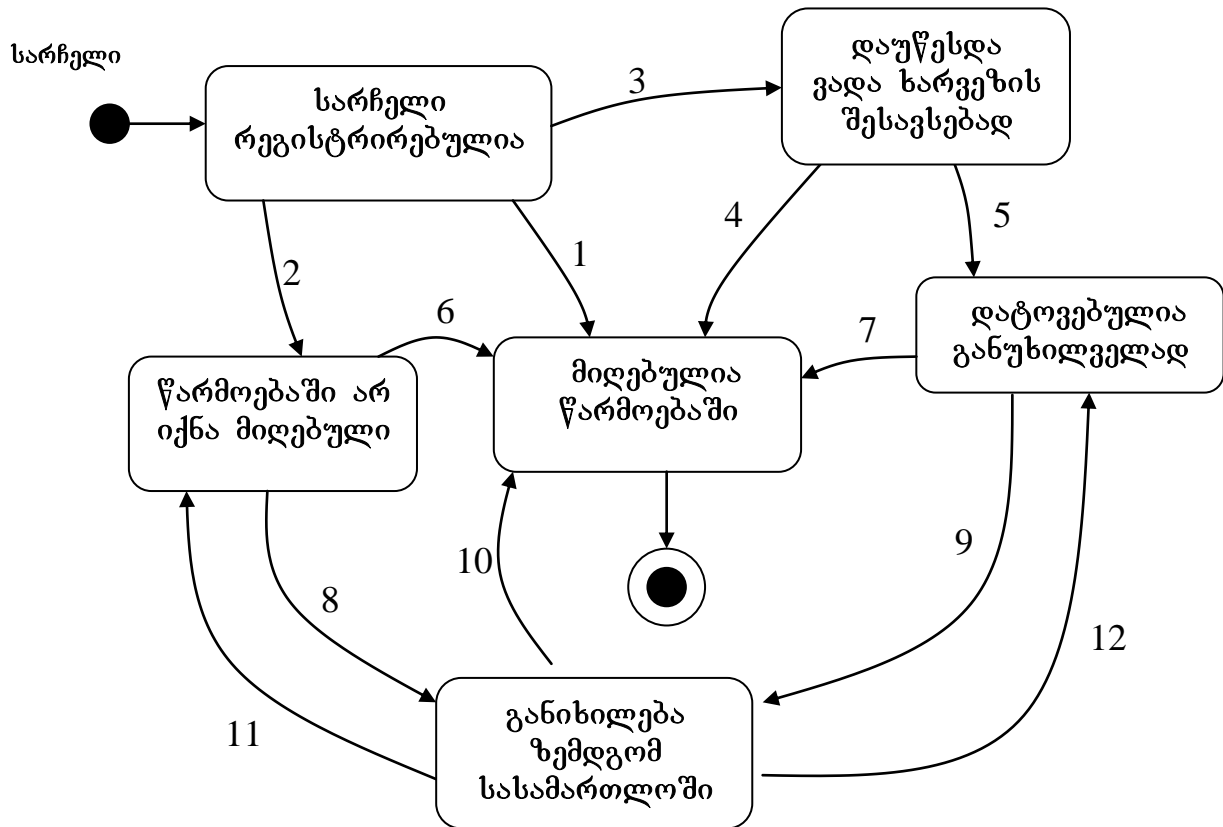 სარჩელი
სარჩელი
რეგისტრირებულია
3
დაუწესდა
ვადა ხარვეზის
შესავსებად
2
1
4
5
6
7
წარმოებაში არ
იქნა მიღებული
მიღებულია
წარმოებაში
დატოვებულია
განუხილველად
8
10
9
11
12
განიხილება
ზემდგომ
სასამართლოში